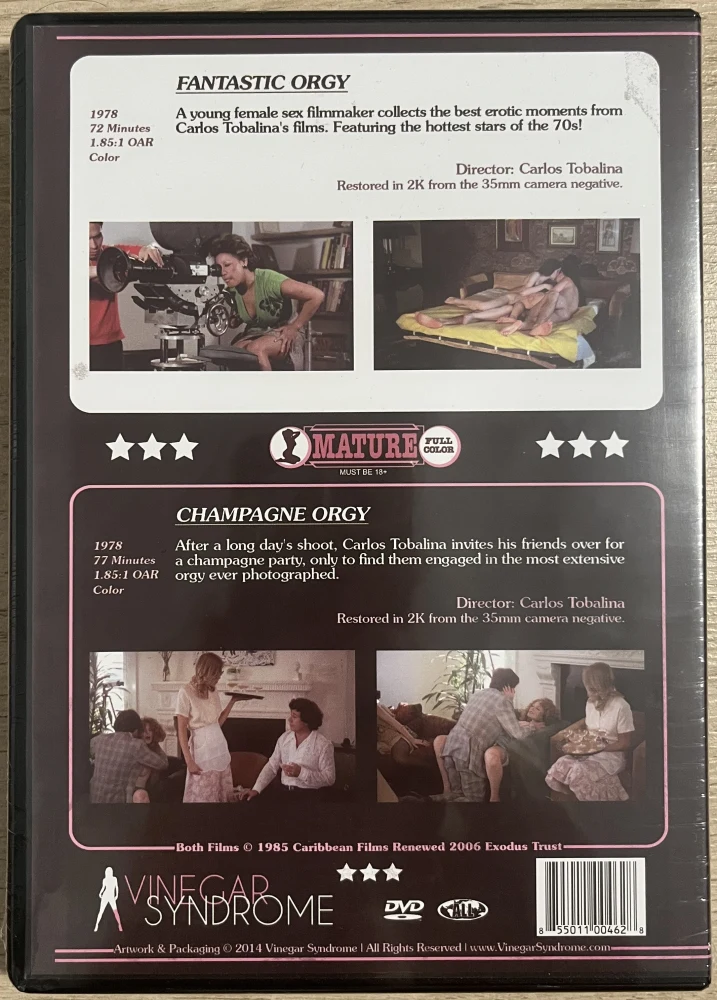 FANTASTIC ORGY
1978
72 Minutes
1.85:1 OAR
Color
A young female sex filmmaker collects the best erotic moments from
Carlos Tobalina's films. Featuring the hottest stars of the 70s!
Director: Carlos Tobalina
Restored in 2K from the 35mm camera negative.
MATURE
FULL
COLOR
MUST BE 18+
CHAMPAGNE ORGY
1978
77 Minutes
1.85:1 OAR
Color
After a long day's shoot, Carlos Tobalina invites his friends over for
a champagne party, only to find them engaged in the most extensive
orgy ever photographed.
Director: Carlos Tobalina
Restored in 2K from the 35mm camera negative.
Both Films © 1985 Caribbean Films Renewed 2006 Exodus Trust
VINEGAR
SYNDROME
DVD
VIDEO
ALL
8 55011 00462 8
Artwork & Packaging © 2014 Vinegar Syndrome | All Rights Reserved | www.VinegarSyndrome.com